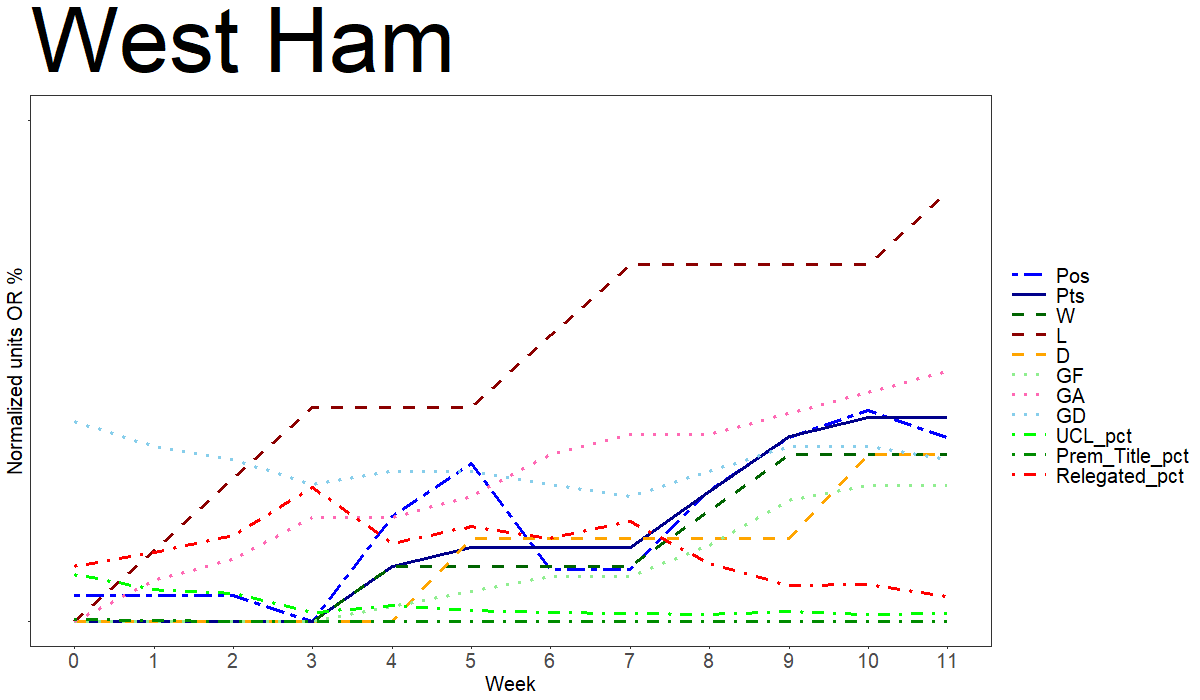 West Ham
Normalized units OR %
0 1 2 3 4 5 6 7 8 9 10 11
Week
Pos
Pts
W
L
D
GF
GA
GD
UCL_pct
Prem_Title_pct
Relegated_pct